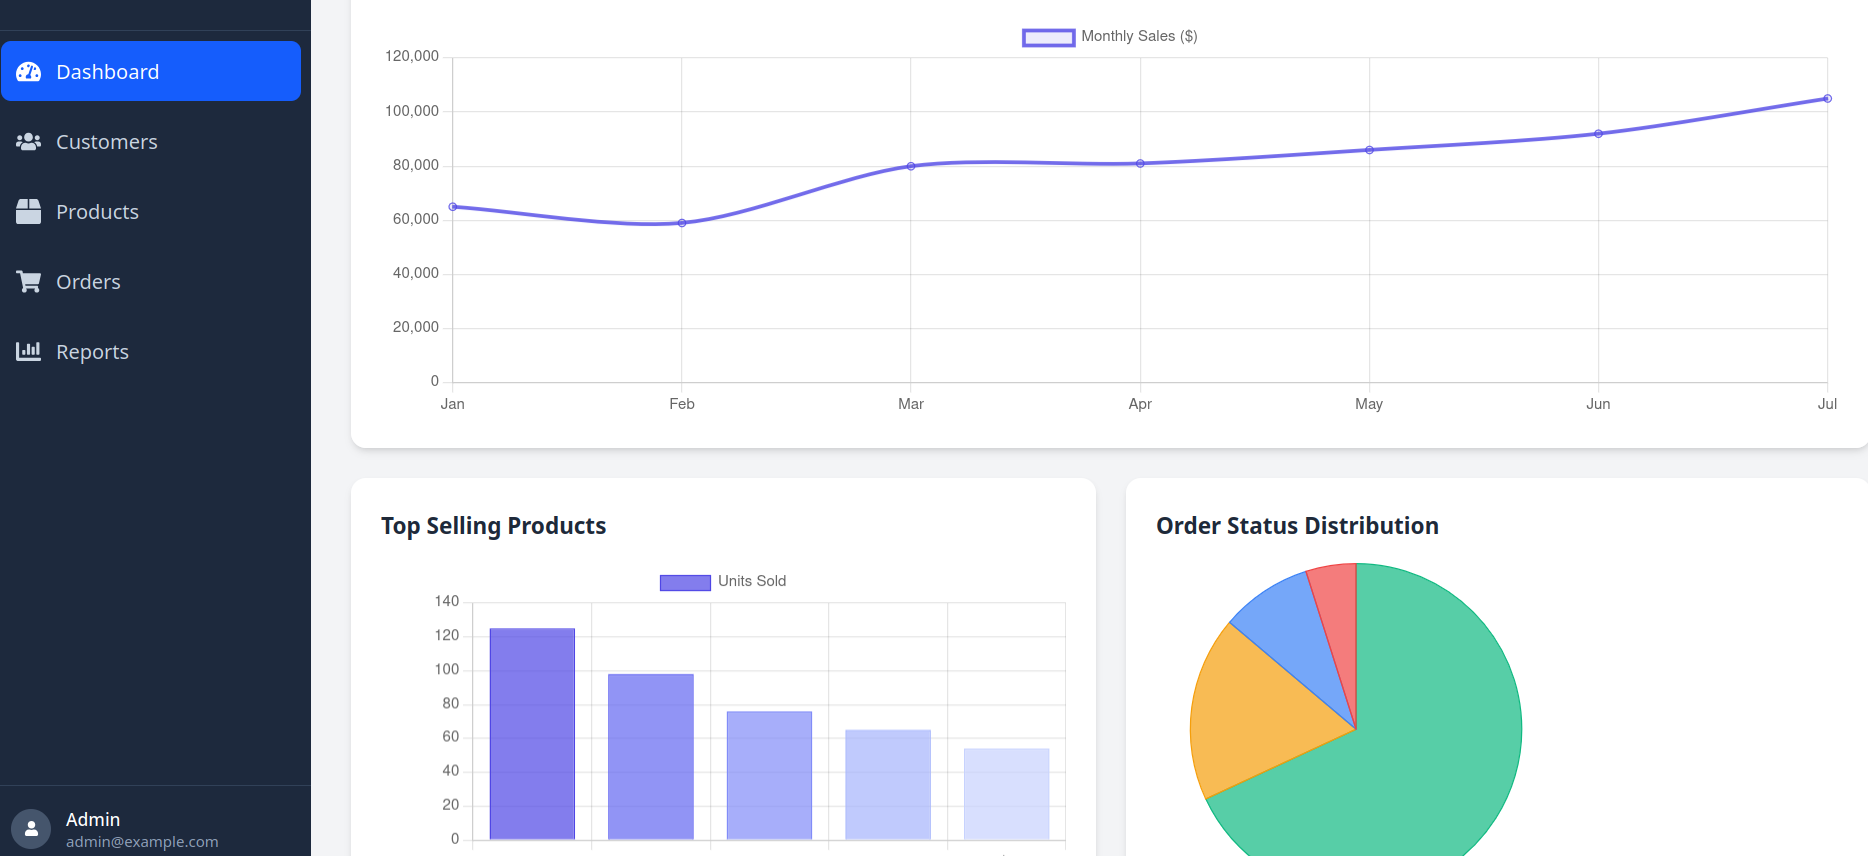 Dashboard
Customers
Products
Orders
Reports
Admin
admin@example.com
Monthly Sales ($)
120,000
100,000
80,000
60,000
40,000
20,000
0
Jan Feb Mar Apr May Jun Jul
Top Selling Products
Units Sold
140
120
100
80
60
40
20
0
Order Status Distribution